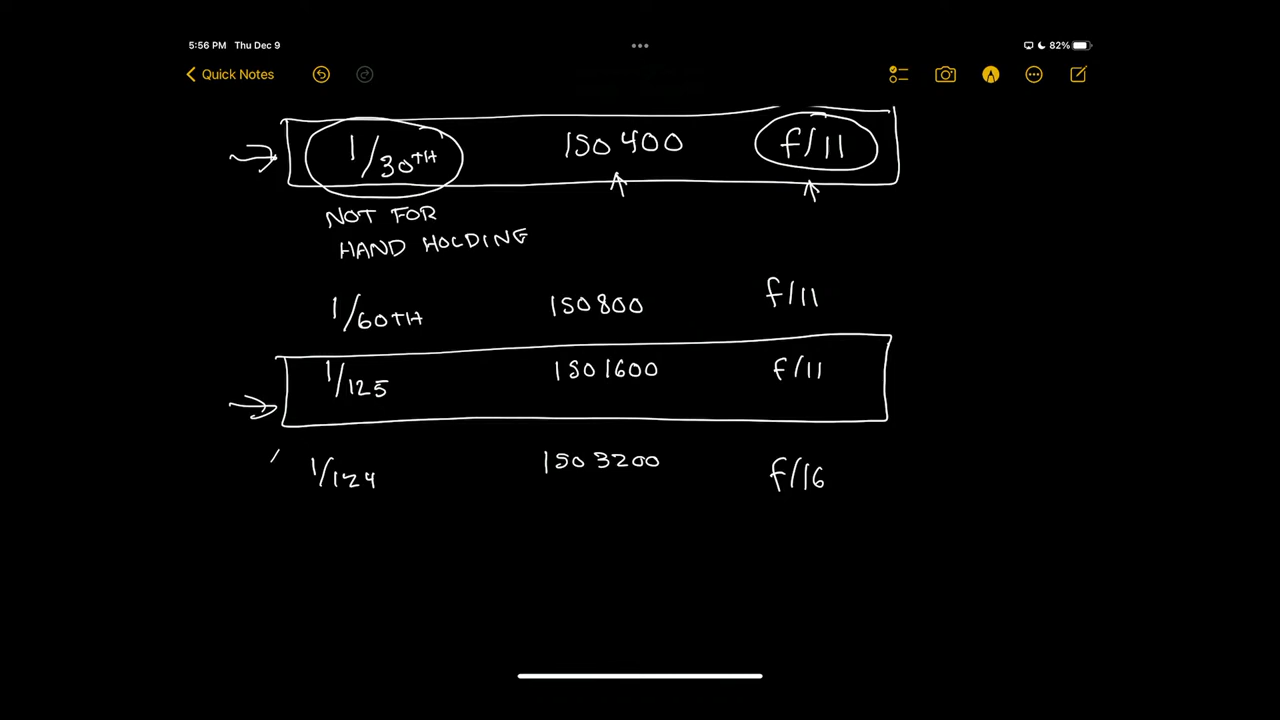 5:56 PM Thu Dec 9 82%
Quick Notes
1/30TH ISO 400 f/11
NOT FOR
HAND HOLDING
1/60TH ISO 800 f/11
1/125 ISO 1600 f/11
1/124 ISO 3200 f/16